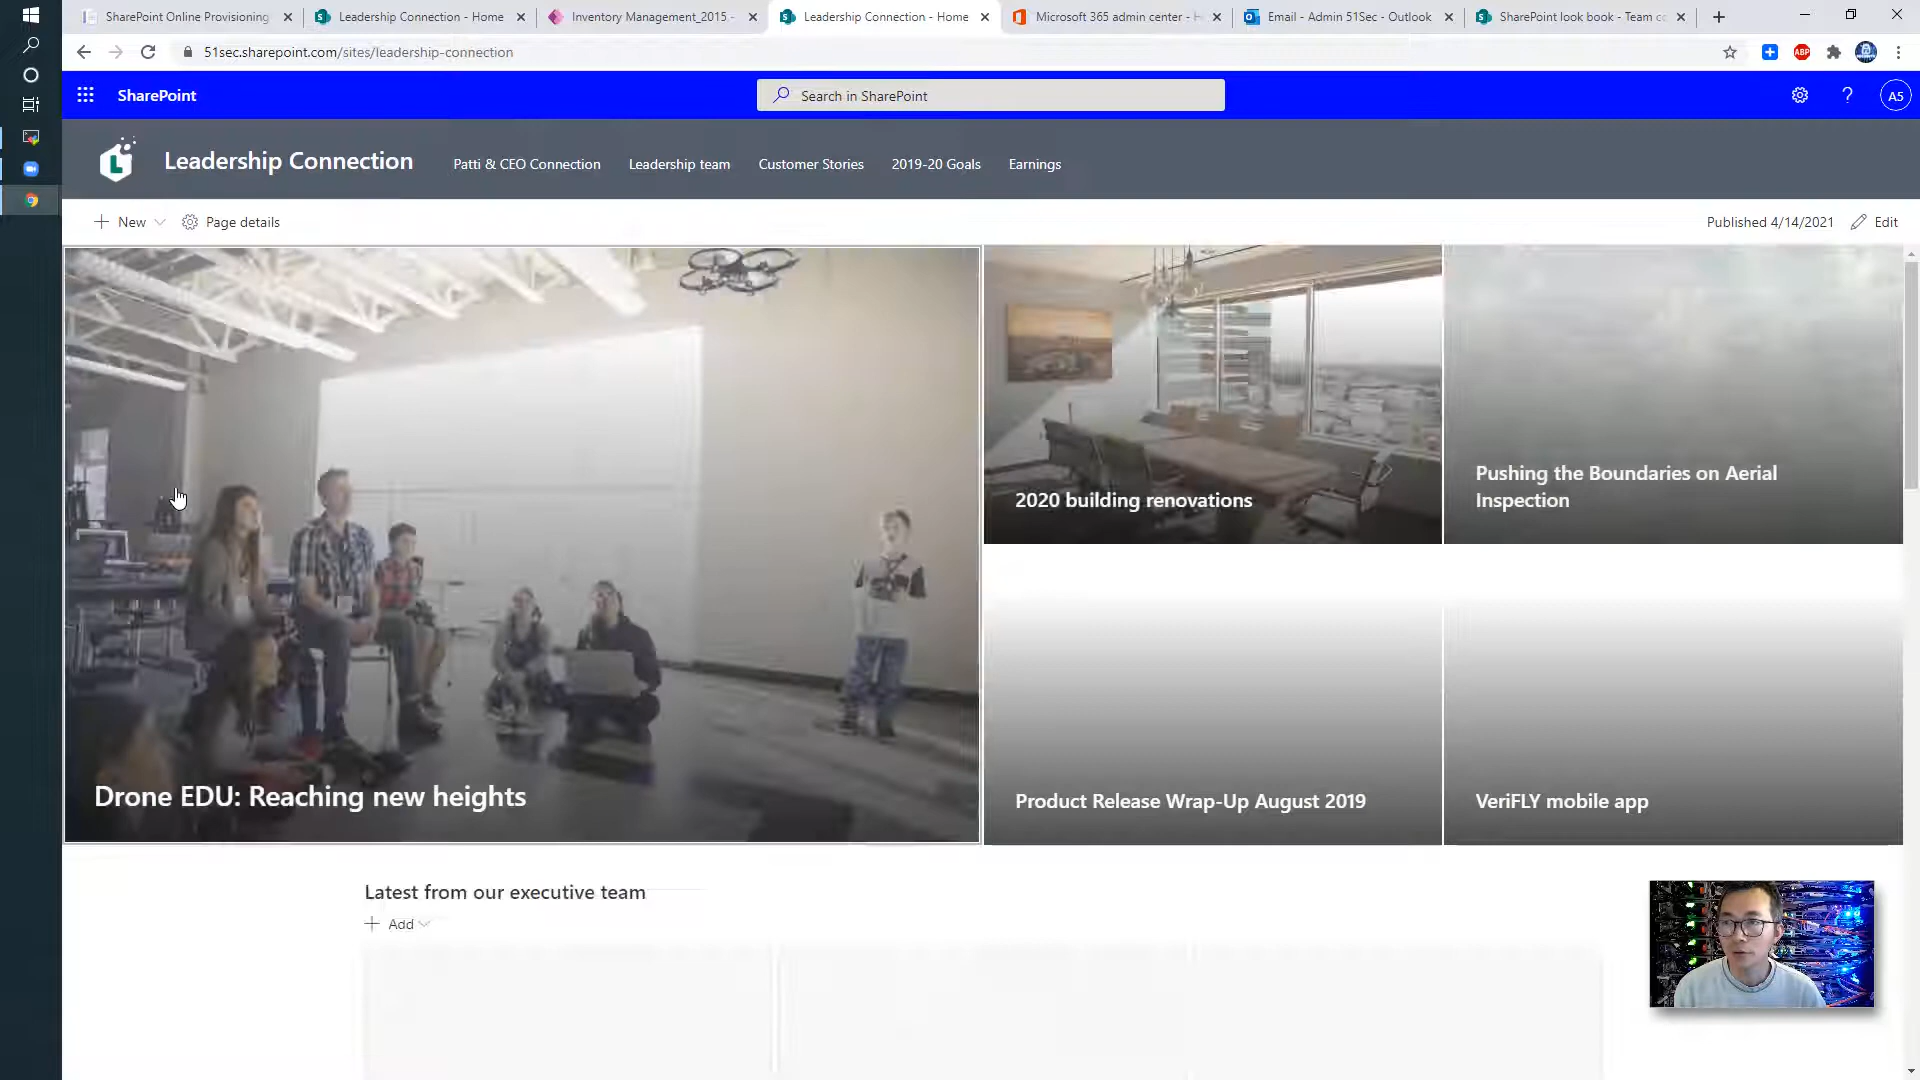 SharePoint Online Provisioning
Leadership Connection - Home
Inventory Management_2015 -
Leadership Connection - Home
Microsoft 365 admin center - H
Email - Admin 51Sec - Outlook
SharePoint look book - Team co
51sec.sharepoint.com/sites/leadership-connection
ABP
SharePoint
Search in SharePoint
?
A5
L
Leadership Connection
Patti & CEO Connection
Leadership team
Customer Stories
2019-20 Goals
Earnings
New
Page details
Published 4/14/2021
Edit
2020 building renovations
Pushing the Boundaries on Aerial
Inspection
Drone EDU: Reaching new heights
Product Release Wrap-Up August 2019
VeriFLY mobile app
Latest from our executive team
Add